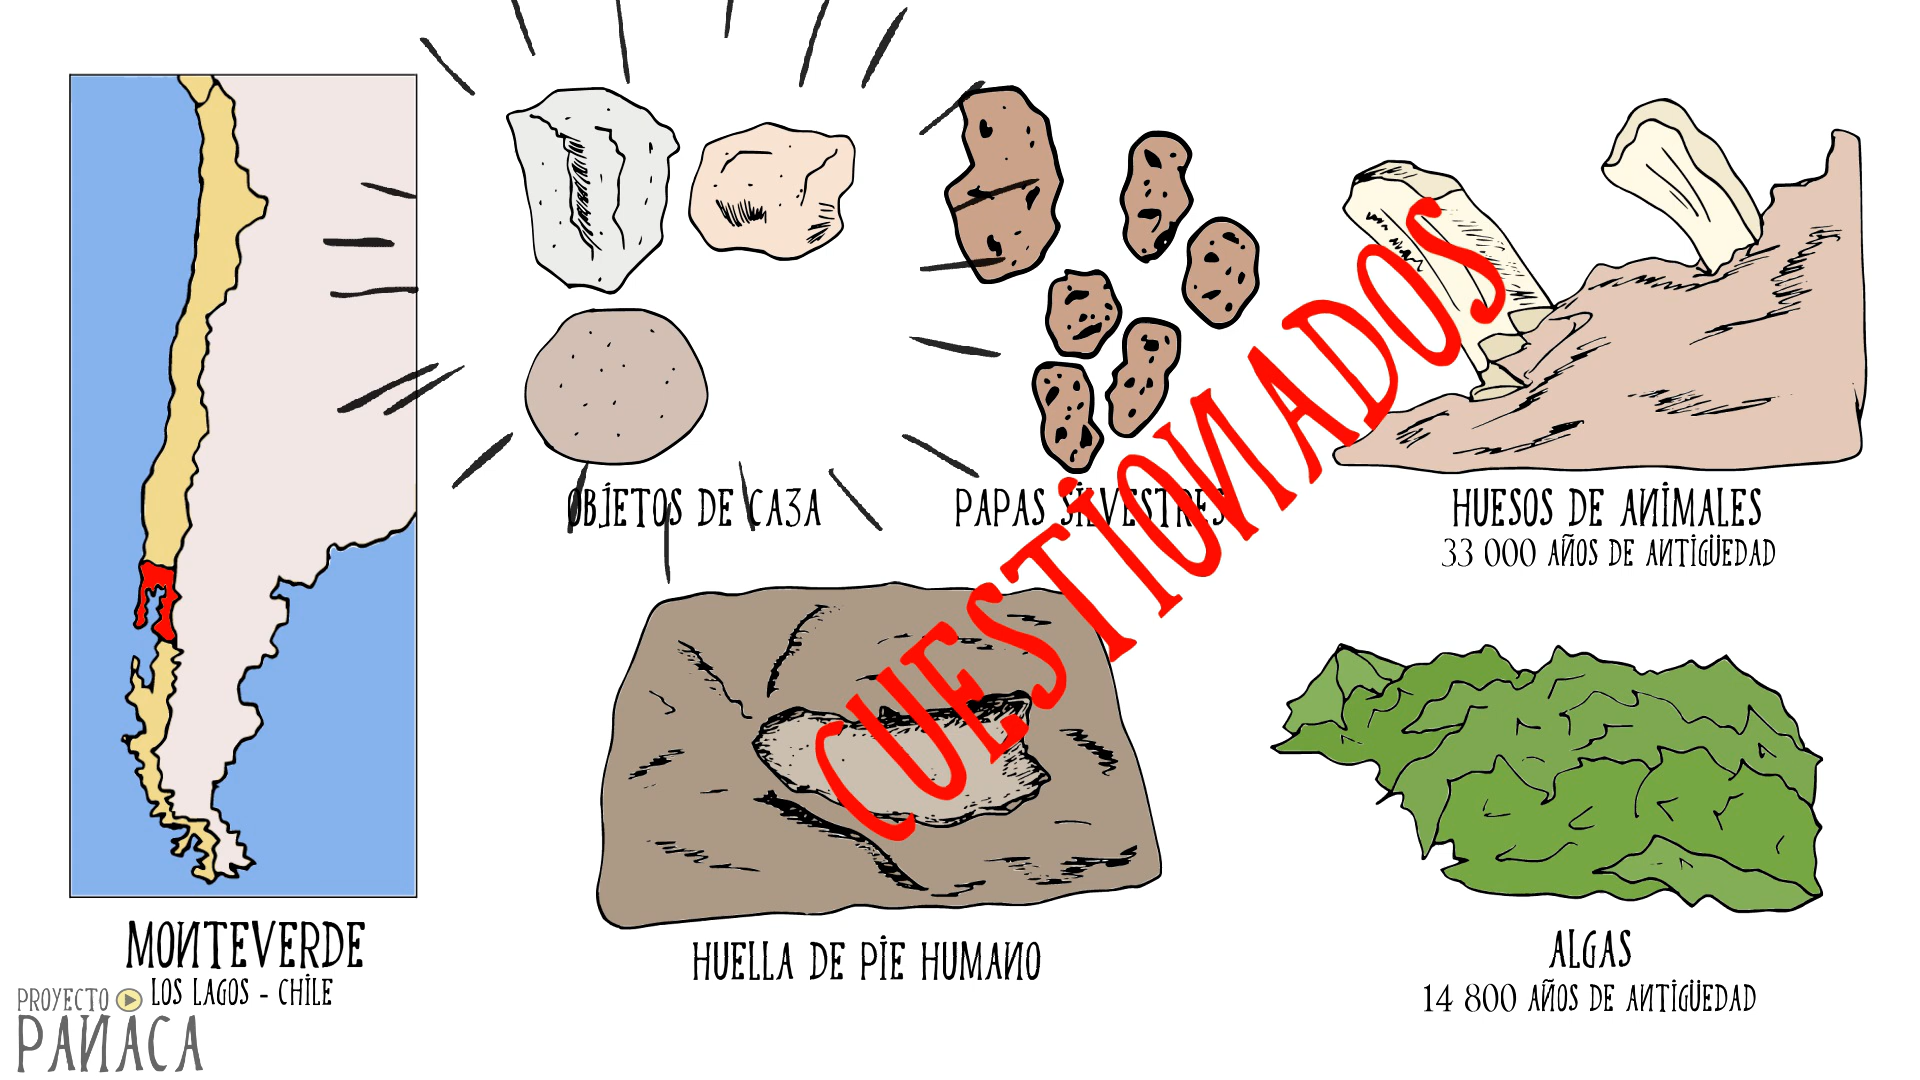 OBJETOS DE CAZA
PAPAS SILVESTRES
HUESOS DE ANIMALES
33 000 AÑOS DE ANTIGÜEDAD
CUESTIONADOS
MONTEVERDE
LOS LAGOS - CHILE
HUELLA DE PIE HUMANO
ALGAS
14 800 AÑOS DE ANTIGÜEDAD
PROYECTO
PANACA